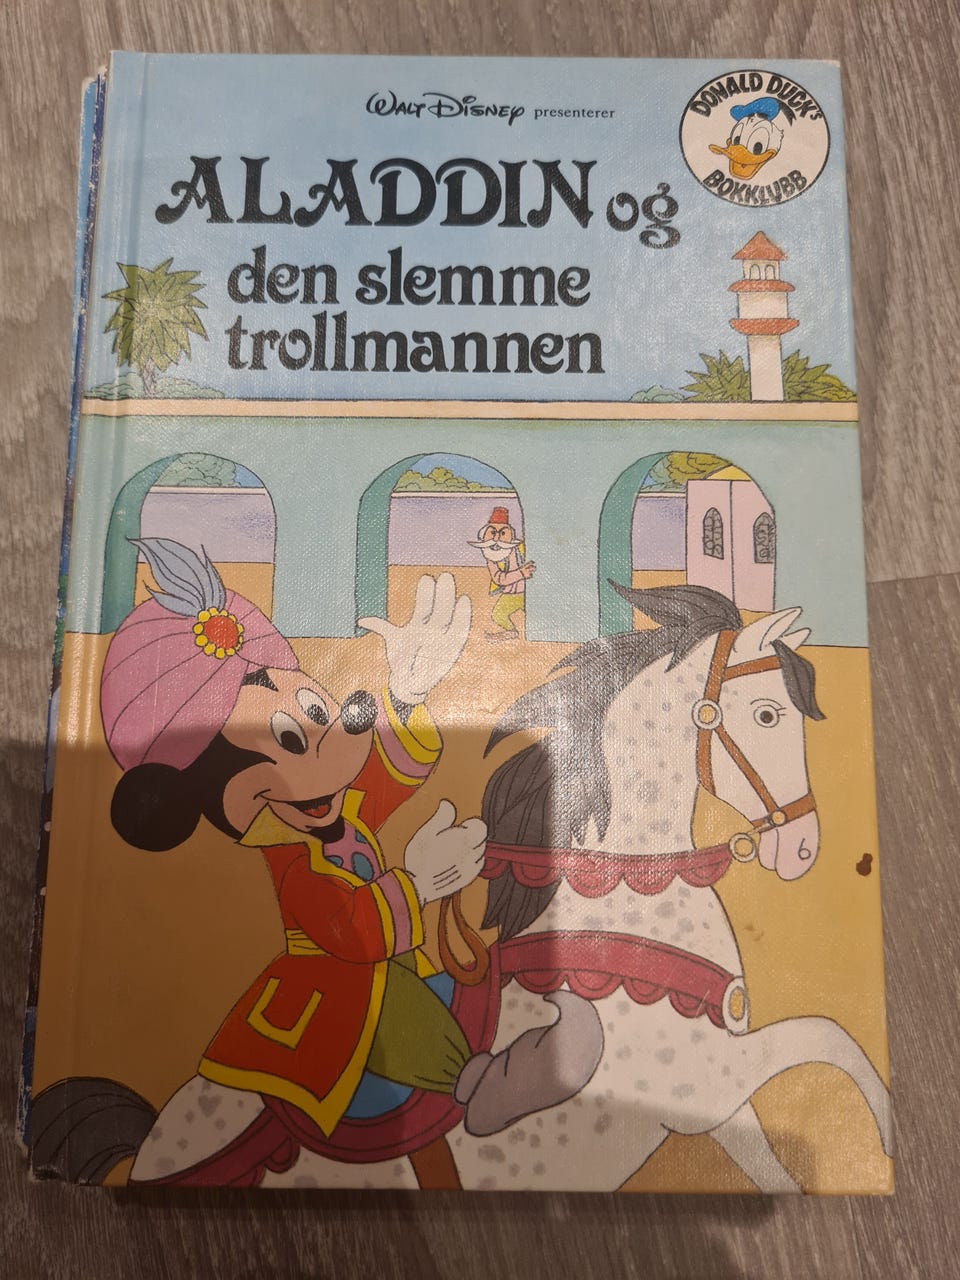 WALT DISNEY presenterer
DONALD DUCK's
BOKKLUBB
ALADDIN og
den slemme
trollmannen